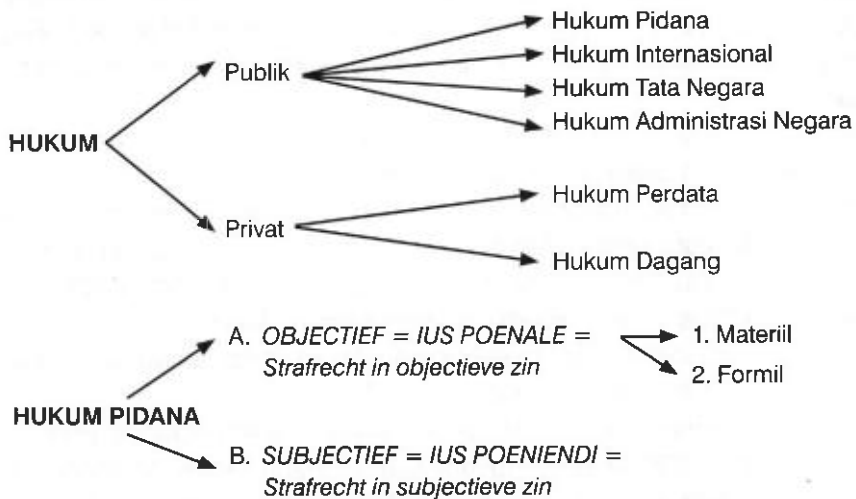 Hukum Pidana
Publik
Hukum Internasional
Hukum Tata Negara
Hukum Administrasi Negara
HUKUM
Hukum Perdata
Privat
Hukum Dagang
A. OBJECTIEF = IUS POENALE =
Strafrecht in objectieve zin
1. Materiil
2. Formil
HUKUM PIDANA
B. SUBJECTIEF = IUS POENIENDI =
Strafrecht in subjectieve zin